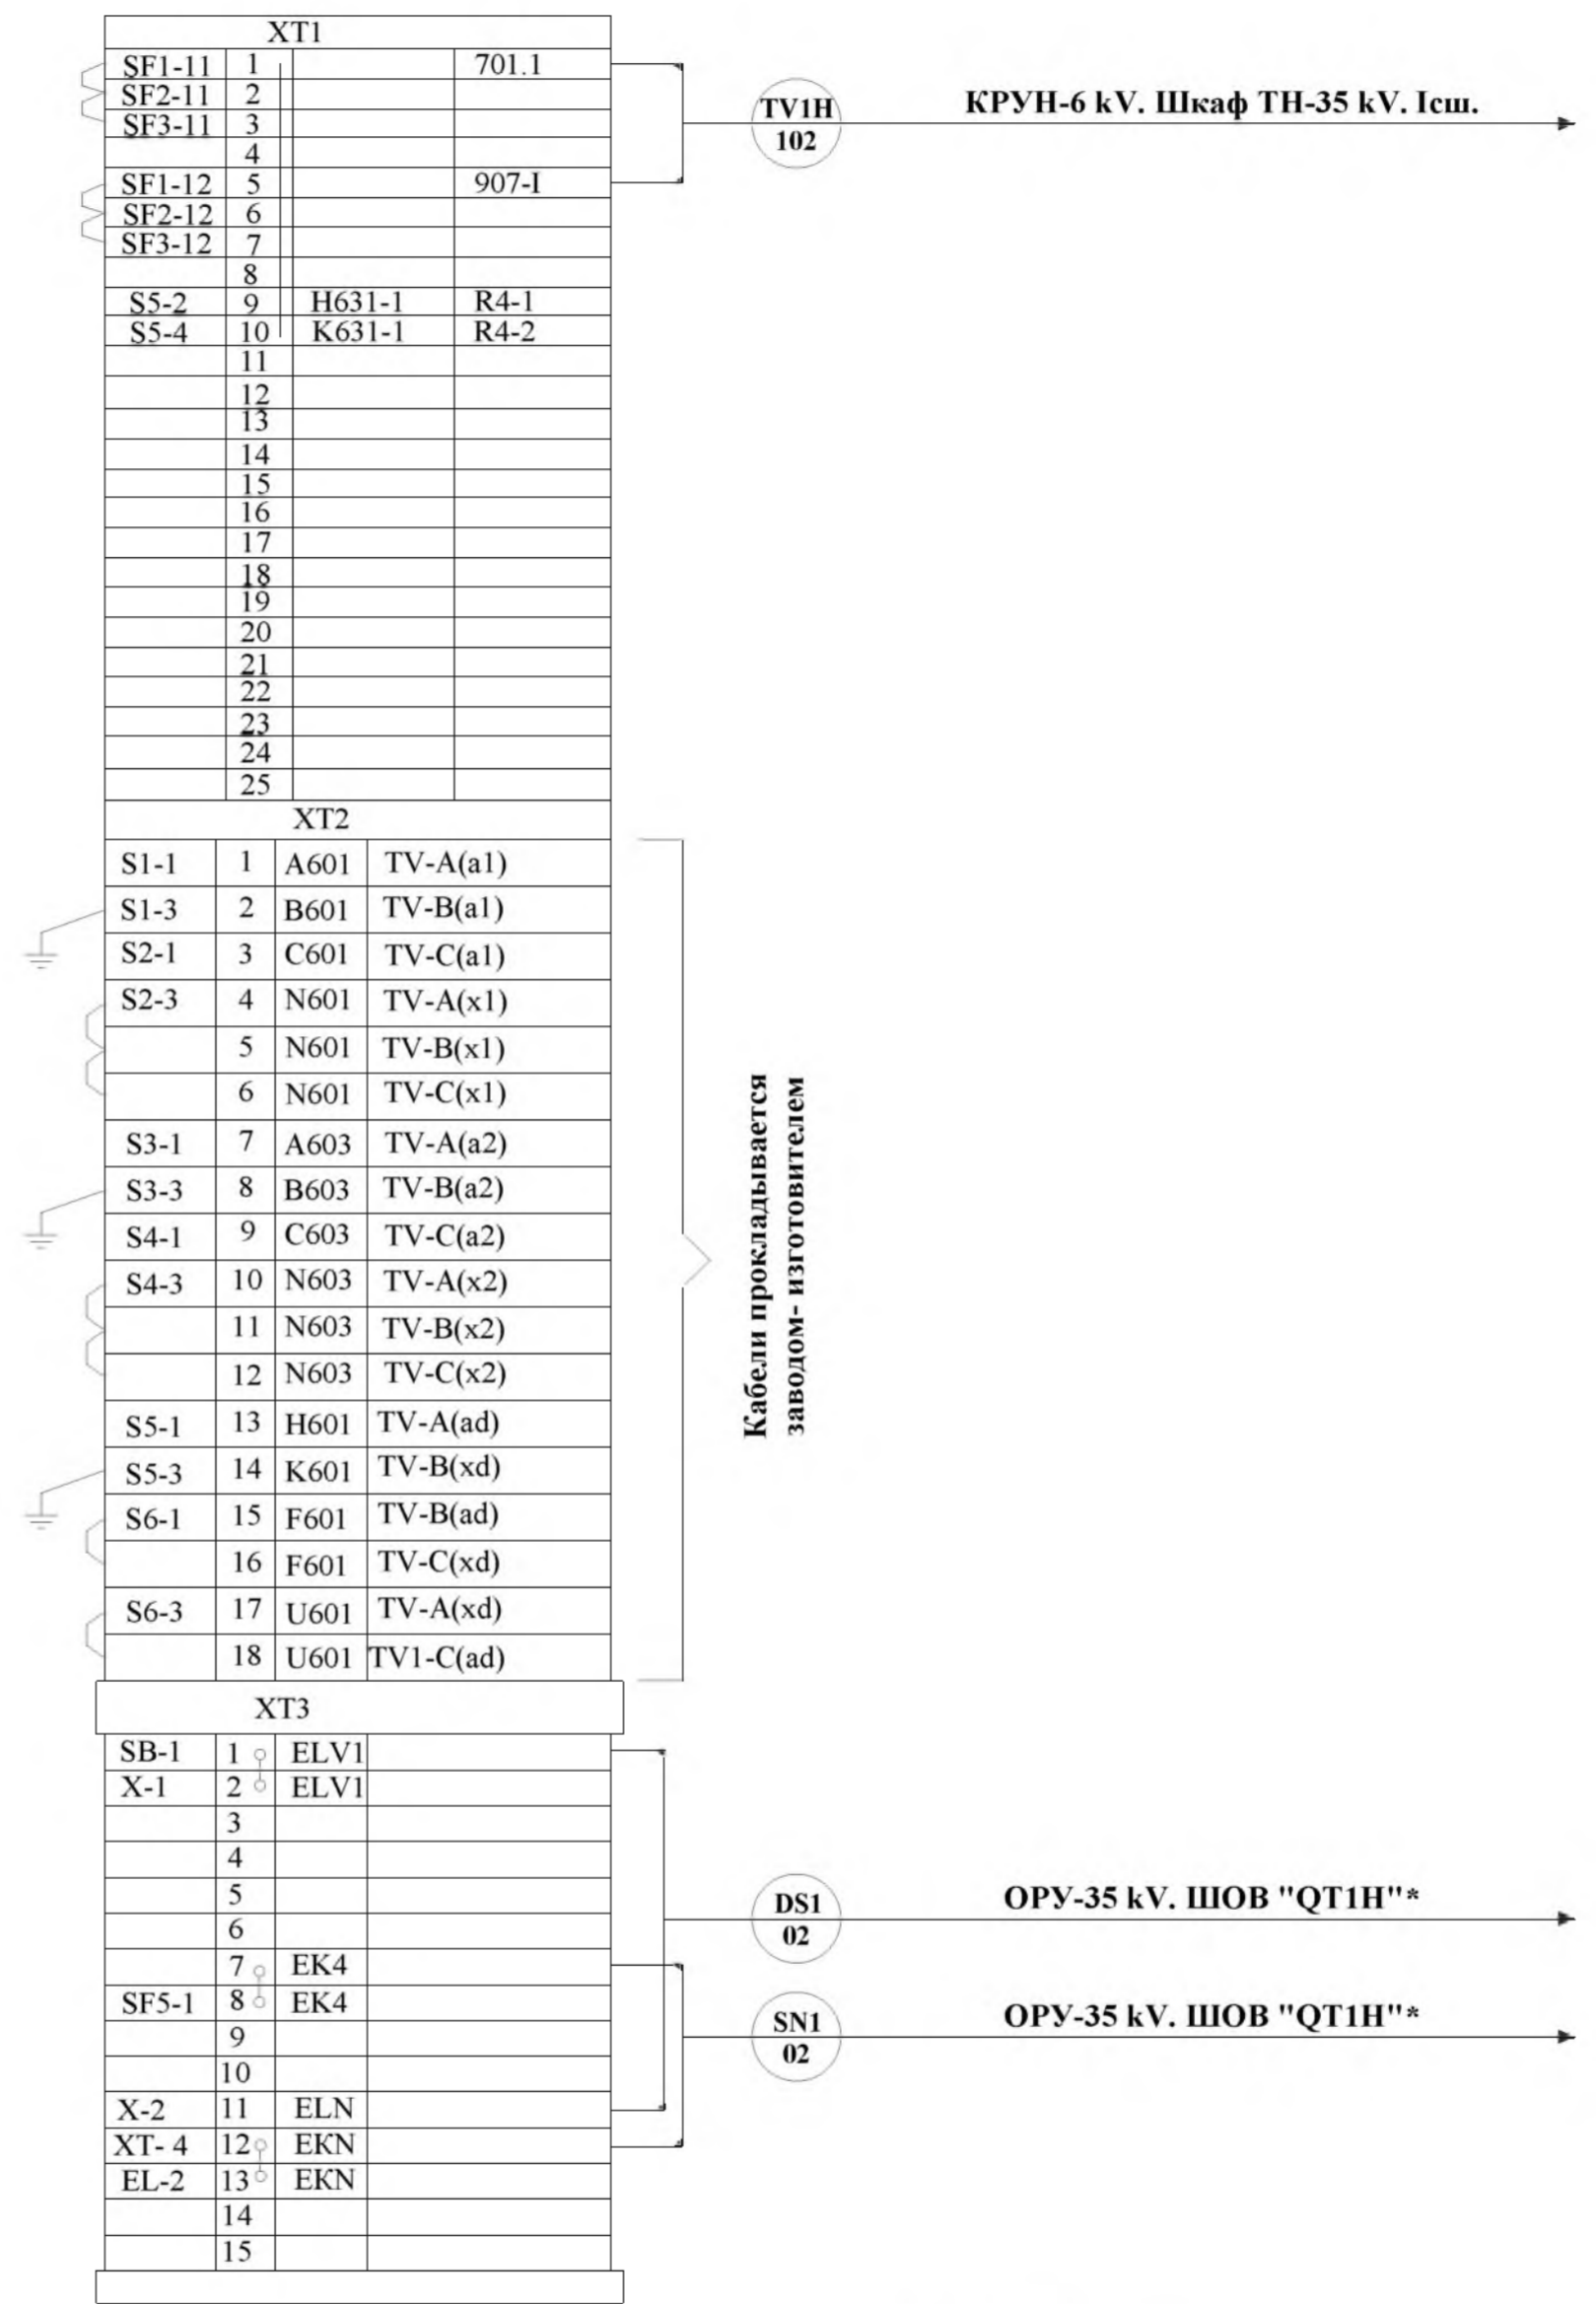 XT1
SF1-11 1 701.1
SF2-11 2
SF3-11 3
4
SF1-12 5 907-I
SF2-12 6
SF3-12 7
8
S5-2 9 H631-1 R4-1
S5-4 10 K631-1 R4-2
11
12
13
14
15
16
17
18
19
20
21
22
23
24
25
TV1H
102
КРУН-6 kV. Шкаф ТН-35 kV. Iсш.
XT2
S1-1 1 A601 TV-A(a1)
S1-3 2 B601 TV-B(a1)
S2-1 3 C601 TV-C(a1)
S2-3 4 N601 TV-A(x1)
5 N601 TV-B(x1)
6 N601 TV-C(x1)
S3-1 7 A603 TV-A(a2)
S3-3 8 B603 TV-B(a2)
S4-1 9 C603 TV-C(a2)
S4-3 10 N603 TV-A(x2)
11 N603 TV-B(x2)
12 N603 TV-C(x2)
S5-1 13 H601 TV-A(ad)
S5-3 14 K601 TV-B(xd)
S6-1 15 F601 TV-B(ad)
16 F601 TV-C(xd)
S6-3 17 U601 TV-A(xd)
18 U601 TV1-C(ad)
Кабели прокладывается
заводом- изготовителем
XT3
SB-1 1 ELV1
X-1 2 ELV1
3
4
5
6
7 EK4
SF5-1 8 EK4
9
10
X-2 11 ELN
XT- 4 12 EKN
EL-2 13 EKN
14
15
DS1
02
ОРУ-35 kV. ШОВ "QT1H"*
SN1
02
ОРУ-35 kV. ШОВ "QT1H"*